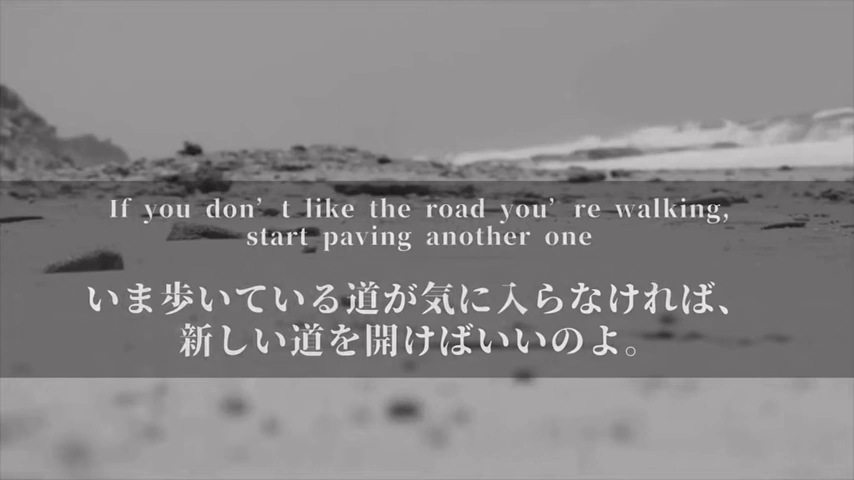 If you don’t like the road you’re walking,
start paving another one
いま歩いている道が気に入らなければ、
新しい道を開けばいいのよ。